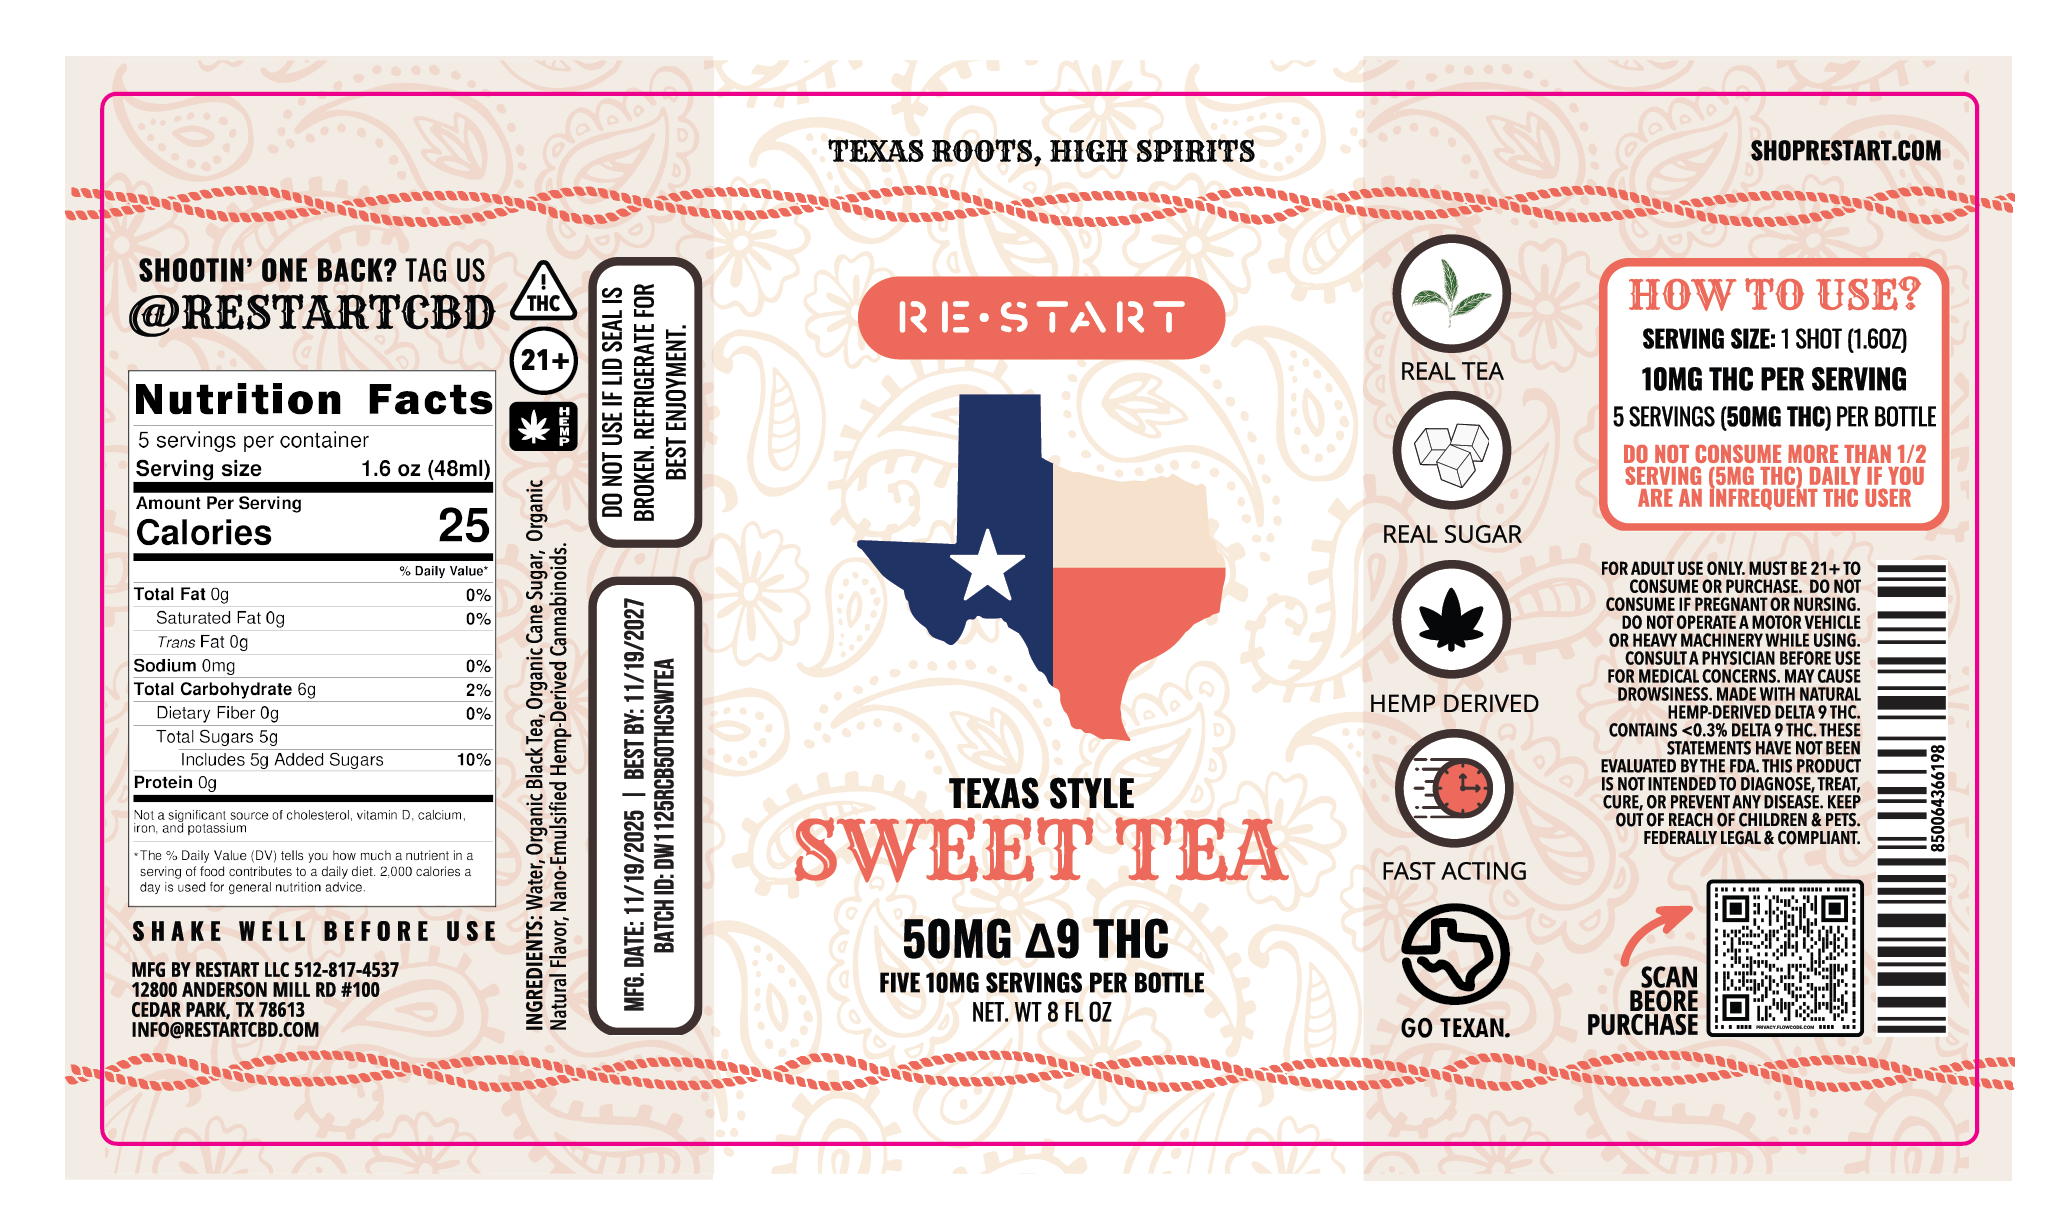 TEXAS ROOTS, HIGH SPIRITS
SHOPRESTART.COM
SHOOTIN' ONE BACK? TAG US
@RESTARTCBD
Nutrition Facts
5 servings per container
Serving size 1.6 oz (48ml)
Amount Per Serving
Calories 25
% Daily Value*
Total Fat 0g 0%
Saturated Fat 0g 0%
Trans Fat 0g
Sodium 0mg 0%
Total Carbohydrate 6g 2%
Dietary Fiber 0g 0%
Total Sugars 5g
Includes 5g Added Sugars 10%
Protein 0g
Not a significant source of cholesterol, vitamin D, calcium,
iron, and potassium
*The % Daily Value (DV) tells you how much a nutrient in a
serving of food contributes to a daily diet. 2,000 calories a
day is used for general nutrition advice.
SHAKE WELL BEFORE USE
MFG BY RESTART LLC 512-817-4537
12800 ANDERSON MILL RD #100
CEDAR PARK, TX 78613
INFO@RESTARTCBD.COM
!
THC
21+
HEMP
INGREDIENTS: Water, Organic Black Tea, Organic Cane Sugar, Organic
Natural Flavor, Nano-Emulsified Hemp-Derived Cannabinoids.
DO NOT USE IF LID SEAL IS
BROKEN. REFRIGERATE FOR
BEST ENJOYMENT.
MFG. DATE: 11/19/2025 | BEST BY: 11/19/2027
BATCH ID: DW1125RCB50THCSWTEA
RE•START
TEXAS STYLE
SWEET TEA
50MG Δ9 THC
FIVE 10MG SERVINGS PER BOTTLE
NET. WT 8 FL OZ
REAL TEA
REAL SUGAR
HEMP DERIVED
FAST ACTING
GO TEXAN.
HOW TO USE?
SERVING SIZE: 1 SHOT (1.6OZ)
10MG THC PER SERVING
5 SERVINGS (50MG THC) PER BOTTLE
DO NOT CONSUME MORE THAN 1/2
SERVING (5MG THC) DAILY IF YOU
ARE AN INFREQUENT THC USER
FOR ADULT USE ONLY. MUST BE 21+ TO
CONSUME OR PURCHASE. DO NOT
CONSUME IF PREGNANT OR NURSING.
DO NOT OPERATE A MOTOR VEHICLE
OR HEAVY MACHINERY WHILE USING.
CONSULT A PHYSICIAN BEFORE USE
FOR MEDICAL CONCERNS. MAY CAUSE
DROWSINESS. MADE WITH NATURAL
HEMP-DERIVED DELTA 9 THC.
CONTAINS <0.3% DELTA 9 THC. THESE
STATEMENTS HAVE NOT BEEN
EVALUATED BY THE FDA. THIS PRODUCT
IS NOT INTENDED TO DIAGNOSE, TREAT,
CURE, OR PREVENT ANY DISEASE. KEEP
OUT OF REACH OF CHILDREN & PETS.
FEDERALLY LEGAL & COMPLIANT.
850064366198
SCAN
BEORE
PURCHASE
PRIVACY.FLOWCODE.COM